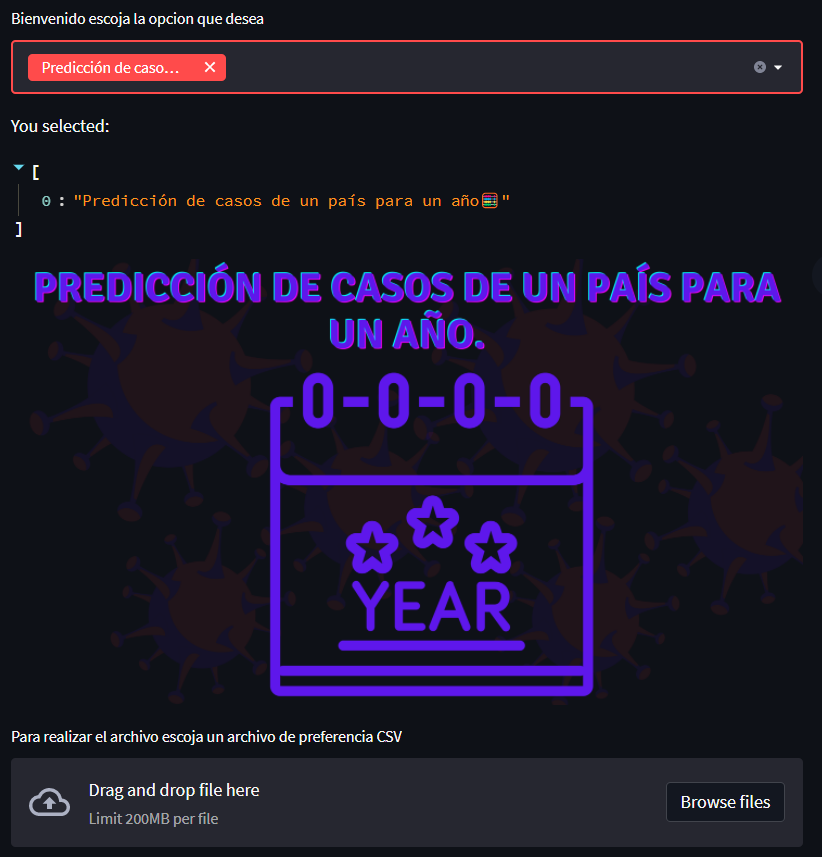 Bienvenido escoja la opcion que desea
Predicción de caso...
You selected:
[
0 : "Predicción de casos de un país para un año🧮"
]
PREDICCIÓN DE CASOS DE UN PAÍS PARA
UN AÑO.
YEAR
Para realizar el archivo escoja un archivo de preferencia CSV
Drag and drop file here
Limit 200MB per file
Browse files